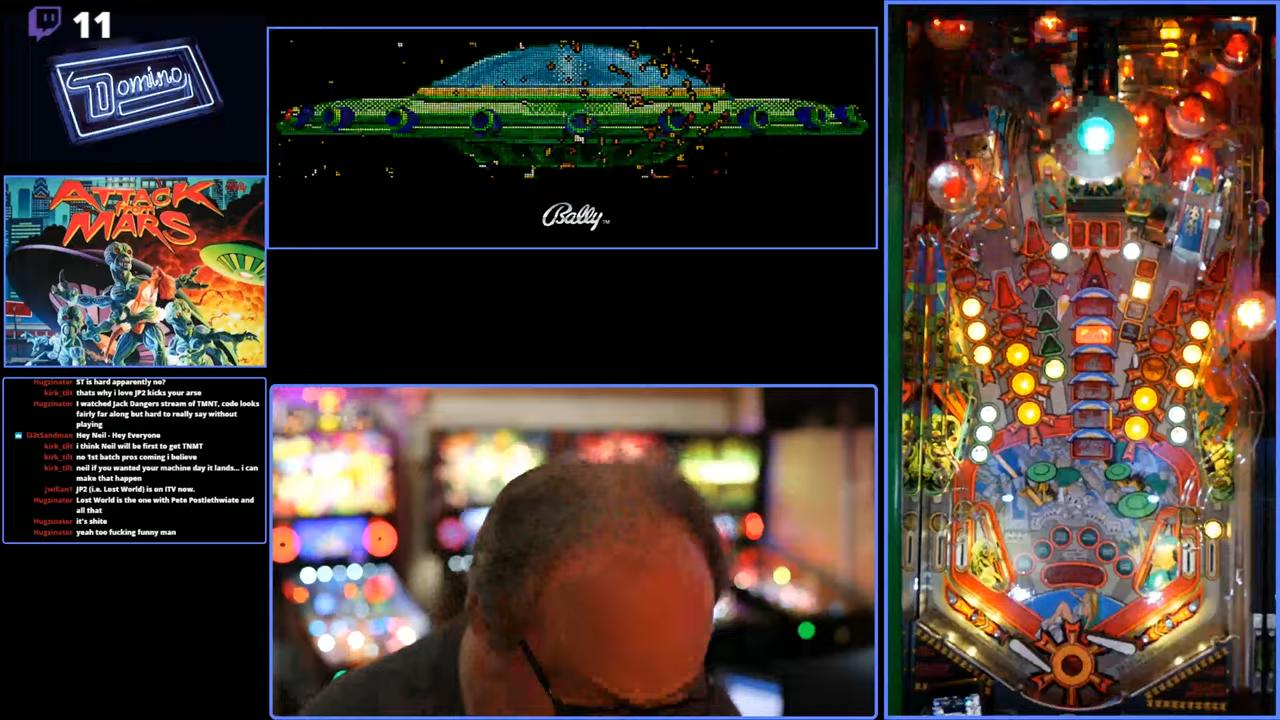 11
Domino
ATTACK
from
MARS
Bally
Bally™
Hugzinator ST is hard apparently no?
kirk_tilt thats why i love JP2 kicks your arse
Hugzinator I watched Jack Dangers stream of TMNT, code looks
fairly far along but hard to really say without
playing
l33tSandman Hey Neil - Hey Everyone
kirk_tilt i think Neil will be first to get TNMT
kirk_tilt no 1st batch pros coming i believe
kirk_tilt neil if you wanted your machine day it lands... i can
make that happen
jwilian1 JP2 (i.e. Lost World) is on ITV now.
Hugzinator Lost World is the one with Pete Postlethwiate and
all that
Hugzinator it's shite
Hugzinator yeah too fucking funny man